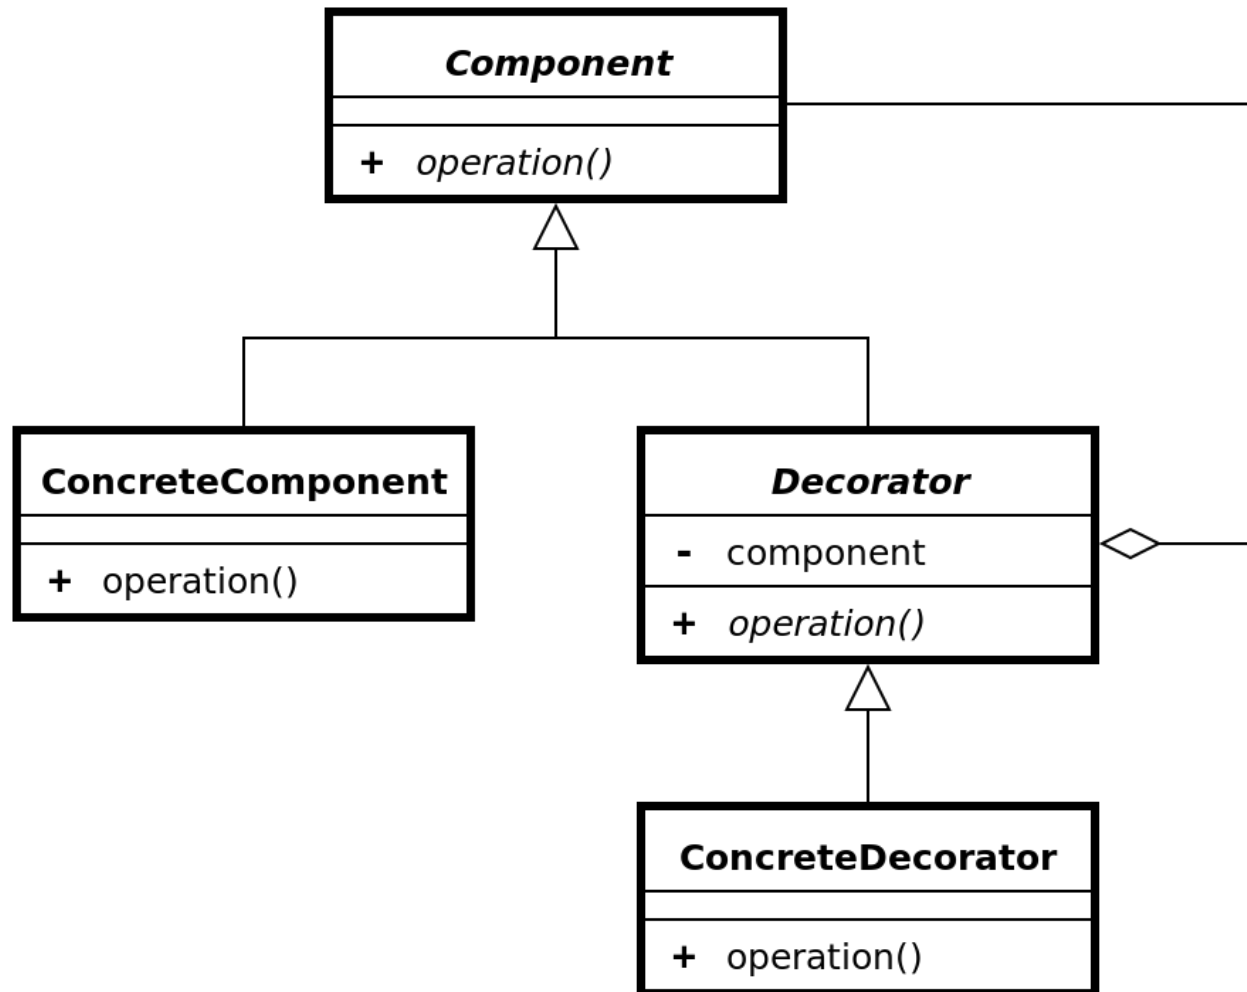 Component
+ operation()
ConcreteComponent
+ operation()
Decorator
- component
+ operation()
ConcreteDecorator
+ operation()